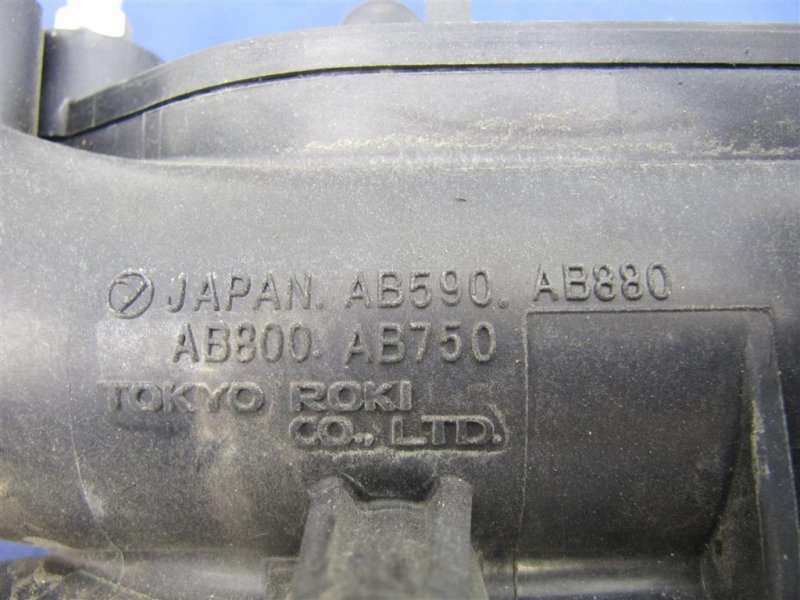 JAPAN. AB590. AB880
AB800. AB750
TOKYO ROKI
CO., LTD.